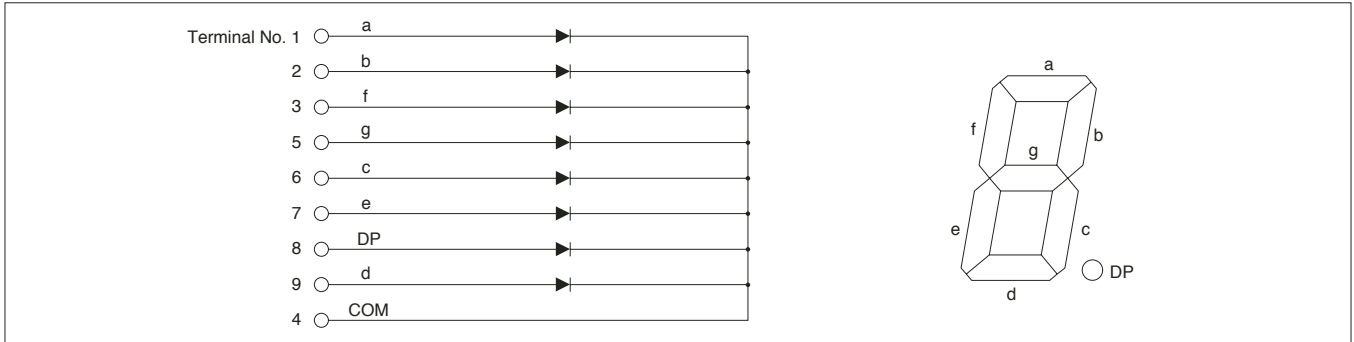 Terminal No. 1 a
2 b
3 f
5 g
6 c
7 e
8 DP
9 d
4 COM
a
f b
g
e c
DP
d